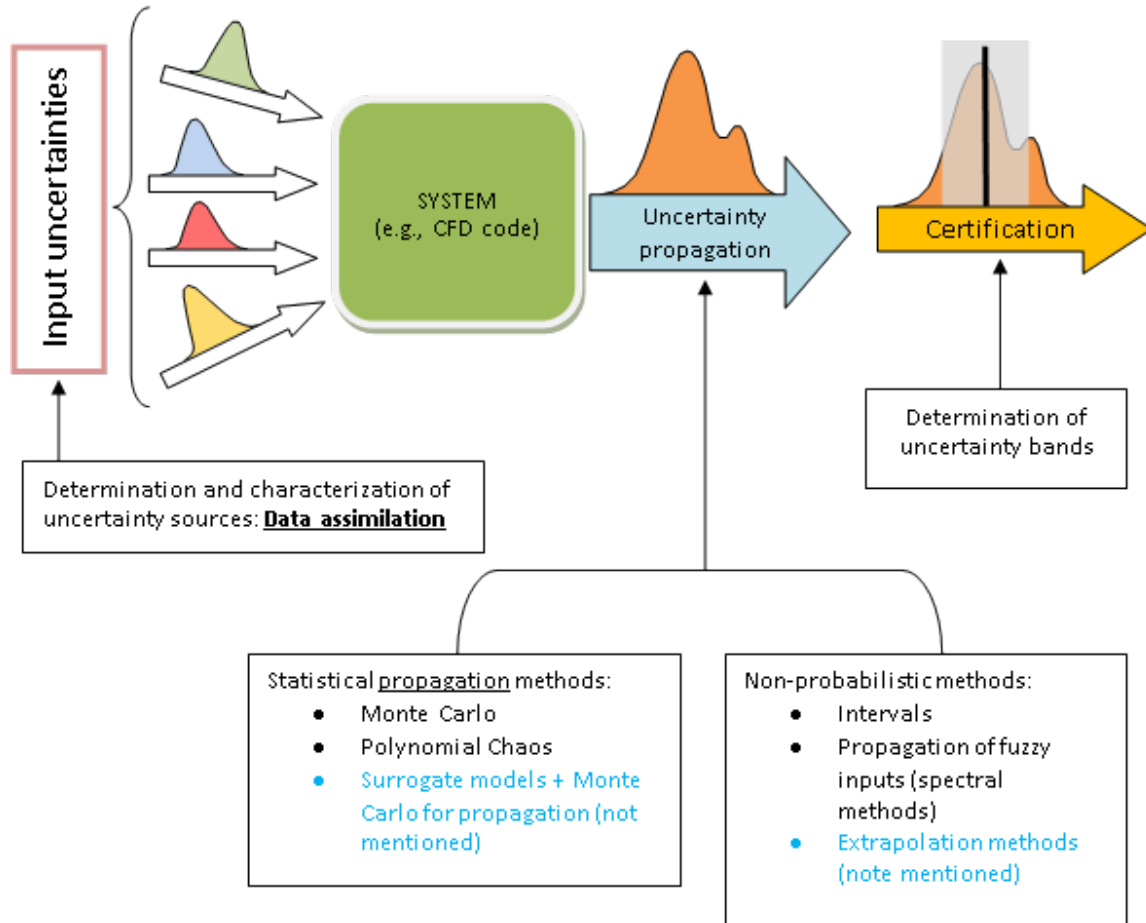 Input uncertainties
SYSTEM
(e.g., CFD code)
Uncertainty
propagation
Certification
Determination of
uncertainty bands
Determination and characterization of
uncertainty sources: Data assimilation
Statistical propagation methods:
● Monte Carlo
● Polynomial Chaos
● Surrogate models + Monte
Carlo for propagation (not
mentioned)
Non-probabilistic methods:
● Intervals
● Propagation of fuzzy
inputs (spectral
methods)
● Extrapolation methods
(note mentioned)